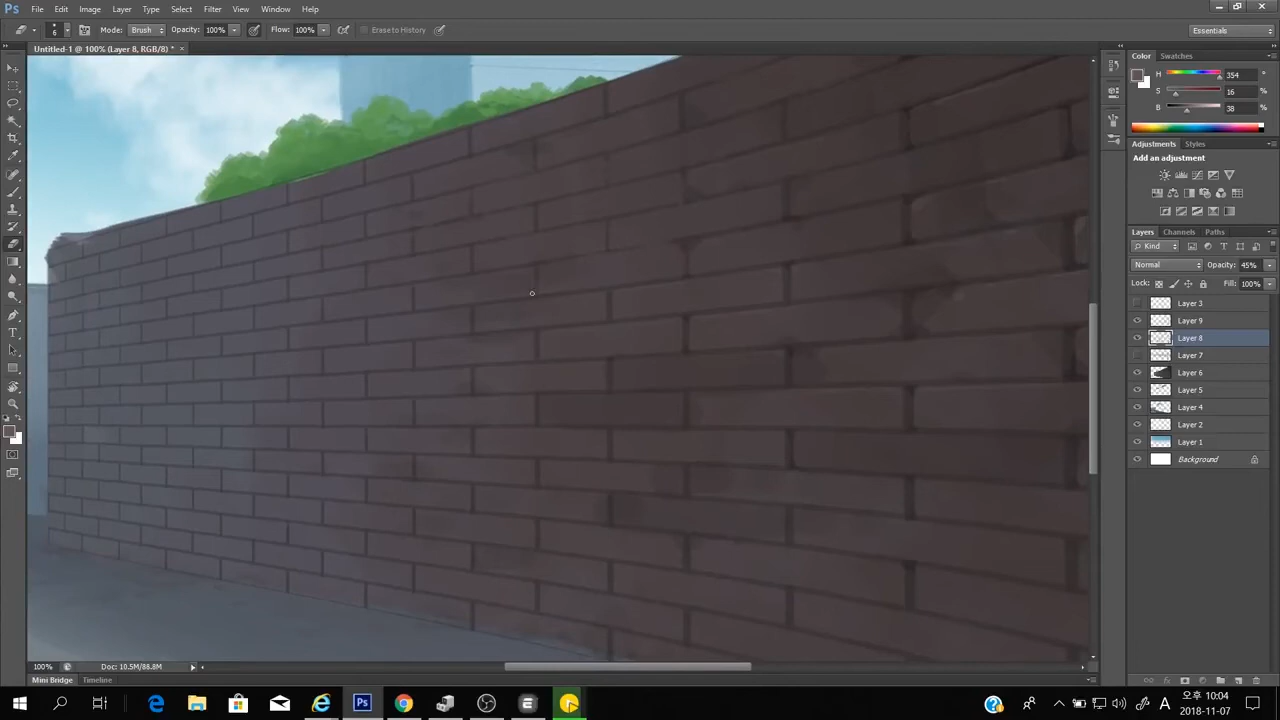 Ps File Edit Image Layer Type Select Filter View Window Help
6 Mode: Brush Opacity: 100% Flow: 100% Erase to History Essentials
Untitled-1 @ 100% (Layer 8, RGB/8) * ×
Color Swatches
H 354 °
S 16 %
B 38 %
Adjustments Styles
Add an adjustment
Layers Channels Paths
Kind
Normal Opacity: 45%
Lock: Fill: 100%
Layer 3
Layer 9
Layer 8
Layer 7
Layer 6
Layer 5
Layer 4
Layer 2
Layer 1
Background
100% Doc: 10.5M/88.8M
Mini Bridge Timeline
Ps A 오후 10:04
2018-11-07